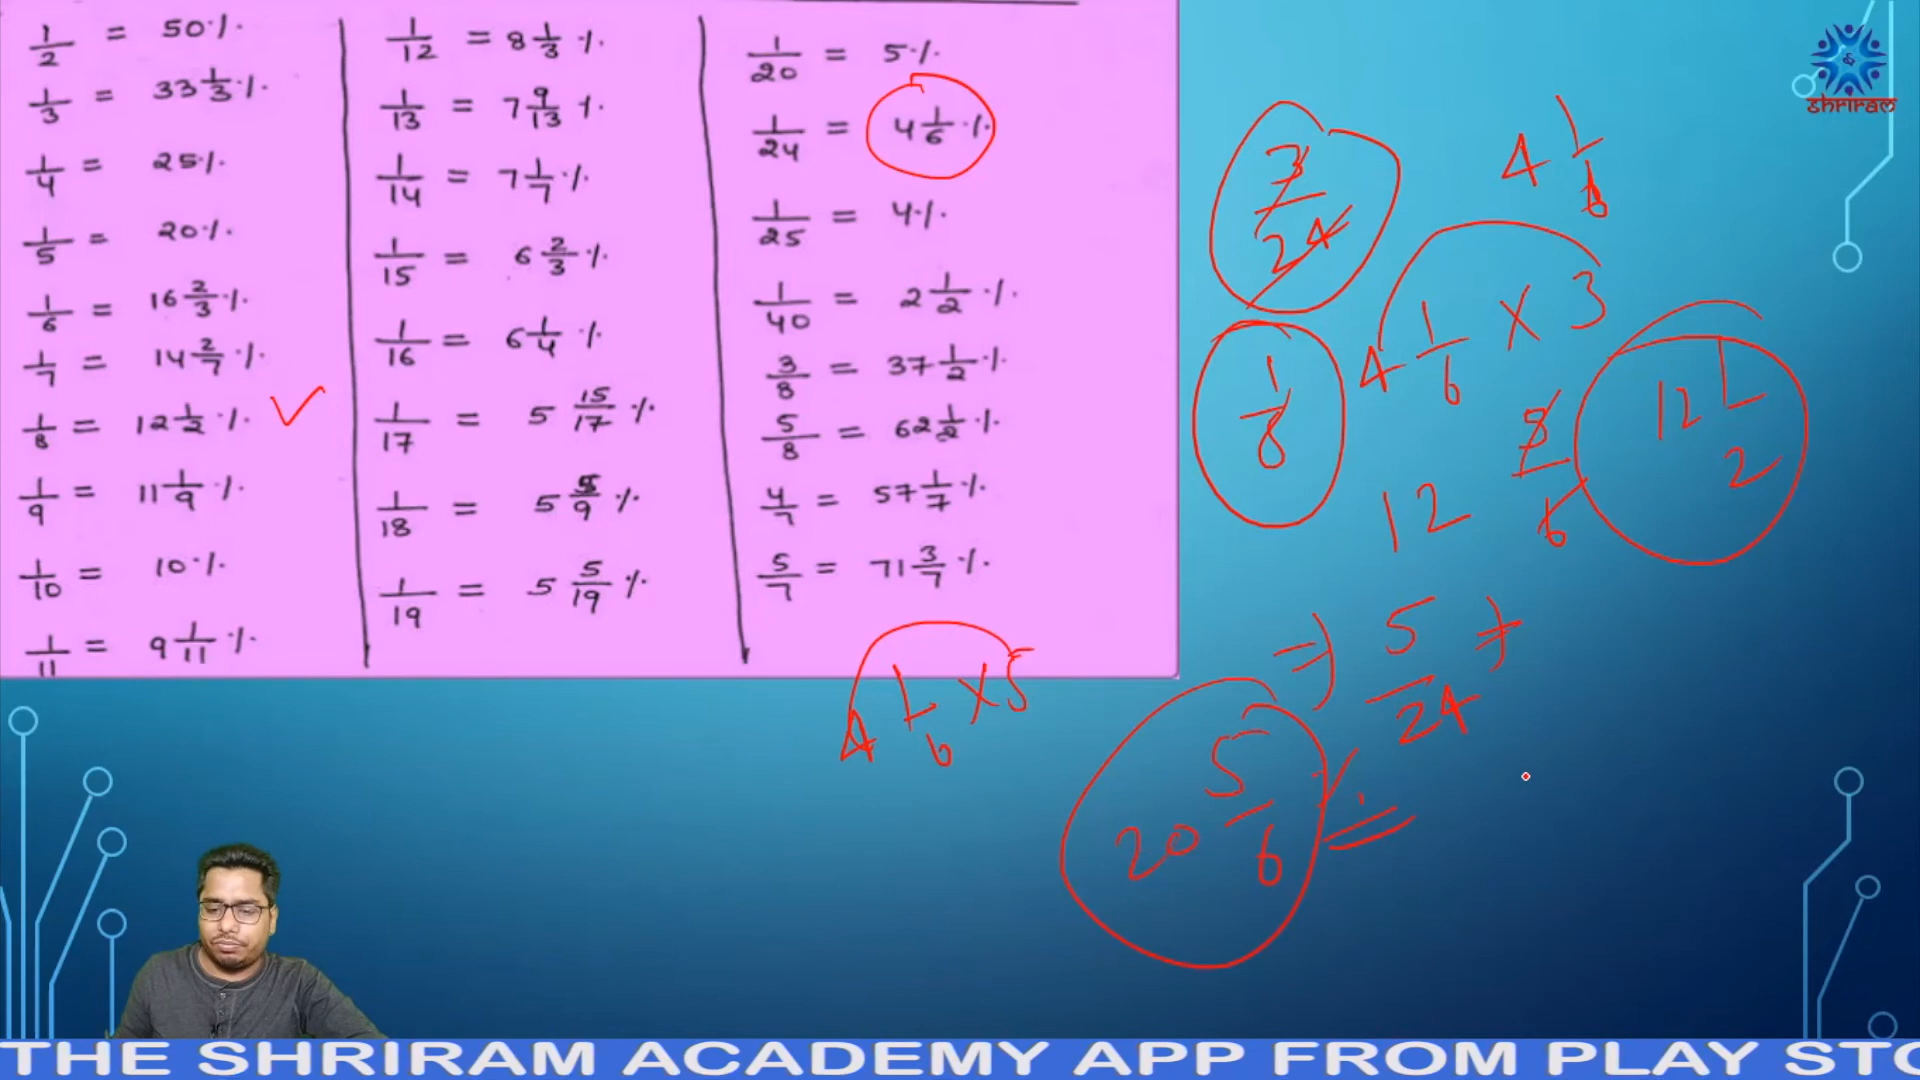 1/2 = 50%
1/3 = 33 1/3 %
1/4 = 25%
1/5 = 20%
1/6 = 16 2/3 %
1/7 = 14 2/7 %
1/8 = 12 1/2 %
1/9 = 11 1/9 %
1/10 = 10%
1/11 = 9 1/11 %
1/12 = 8 1/3 %
1/13 = 7 9/13 %
1/14 = 7 1/7 %
1/15 = 6 2/3 %
1/16 = 6 1/4 %
1/17 = 5 15/17 %
1/18 = 5 5/9 %
1/19 = 5 5/19 %
1/20 = 5%
1/24 = 4 1/6 %
1/25 = 4%
1/40 = 2 1/2 %
3/8 = 37 1/2 %
5/8 = 62 1/2 %
4/7 = 57 1/7 %
5/7 = 71 3/7 %
shriram
3/24
4 1/6
1/8
4 1/6 × 3
12 3/6
12 1/2
⇒ 5/24
4 1/6 × 5
20 5/6 %
THE SHRIRAM ACADEMY APP FROM PLAY STO